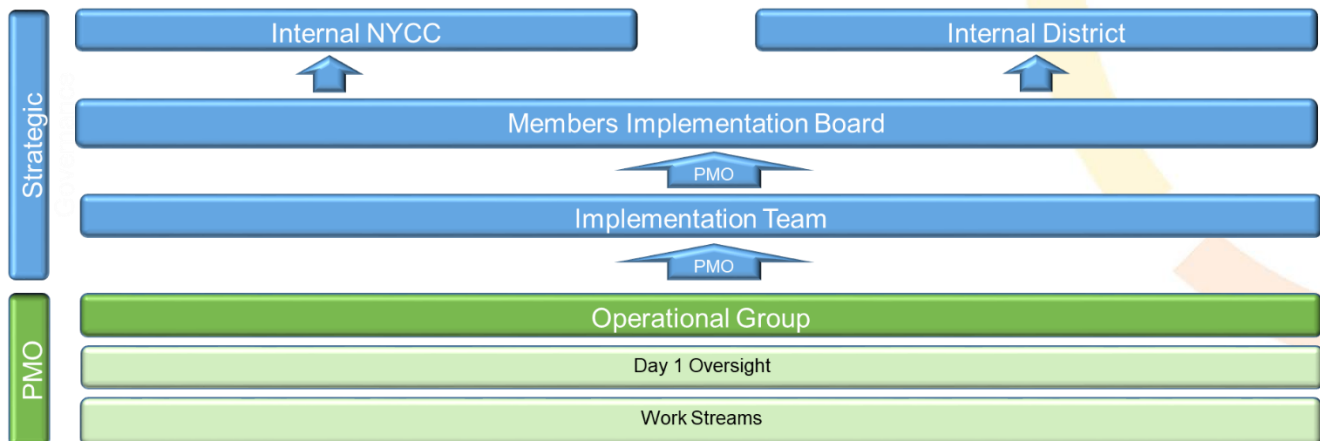 Strategic
Internal NYCC
Internal District
Members Implementation Board
PMO
Implementation Team
PMO
PMO
Operational Group
Day 1 Oversight
Work Streams